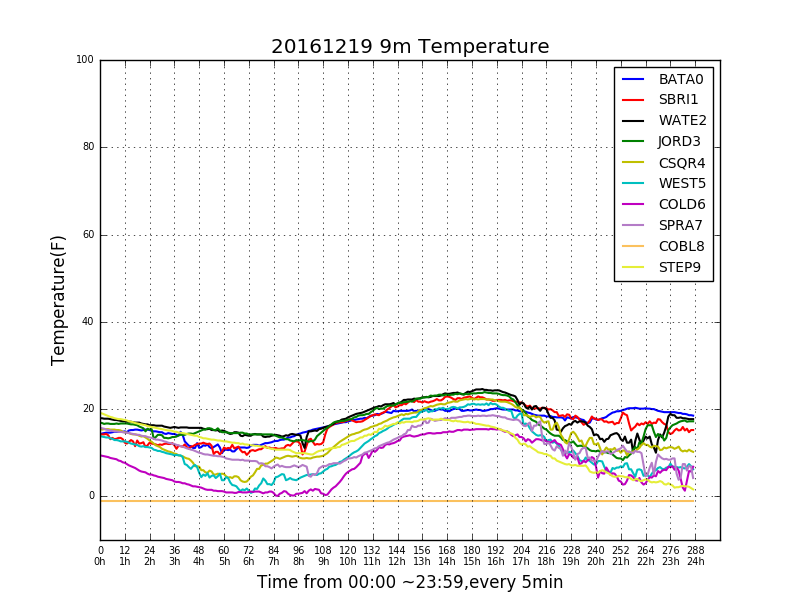 20161219 9m Temperature
100
80
60
40
20
0
Temperature(F)
BATA0
SBRI1
WATE2
JORD3
CSQR4
WEST5
COLD6
SPRA7
COBL8
STEP9
0 12 24 36 48 60 72 84 96 108 120 132 144 156 168 180 192 204 216 228 240 252 264 276 288
0h 1h 2h 3h 4h 5h 6h 7h 8h 9h 10h 11h 12h 13h 14h 15h 16h 17h 18h 19h 20h 21h 22h 23h 24h
Time from 00:00 ~23:59,every 5min